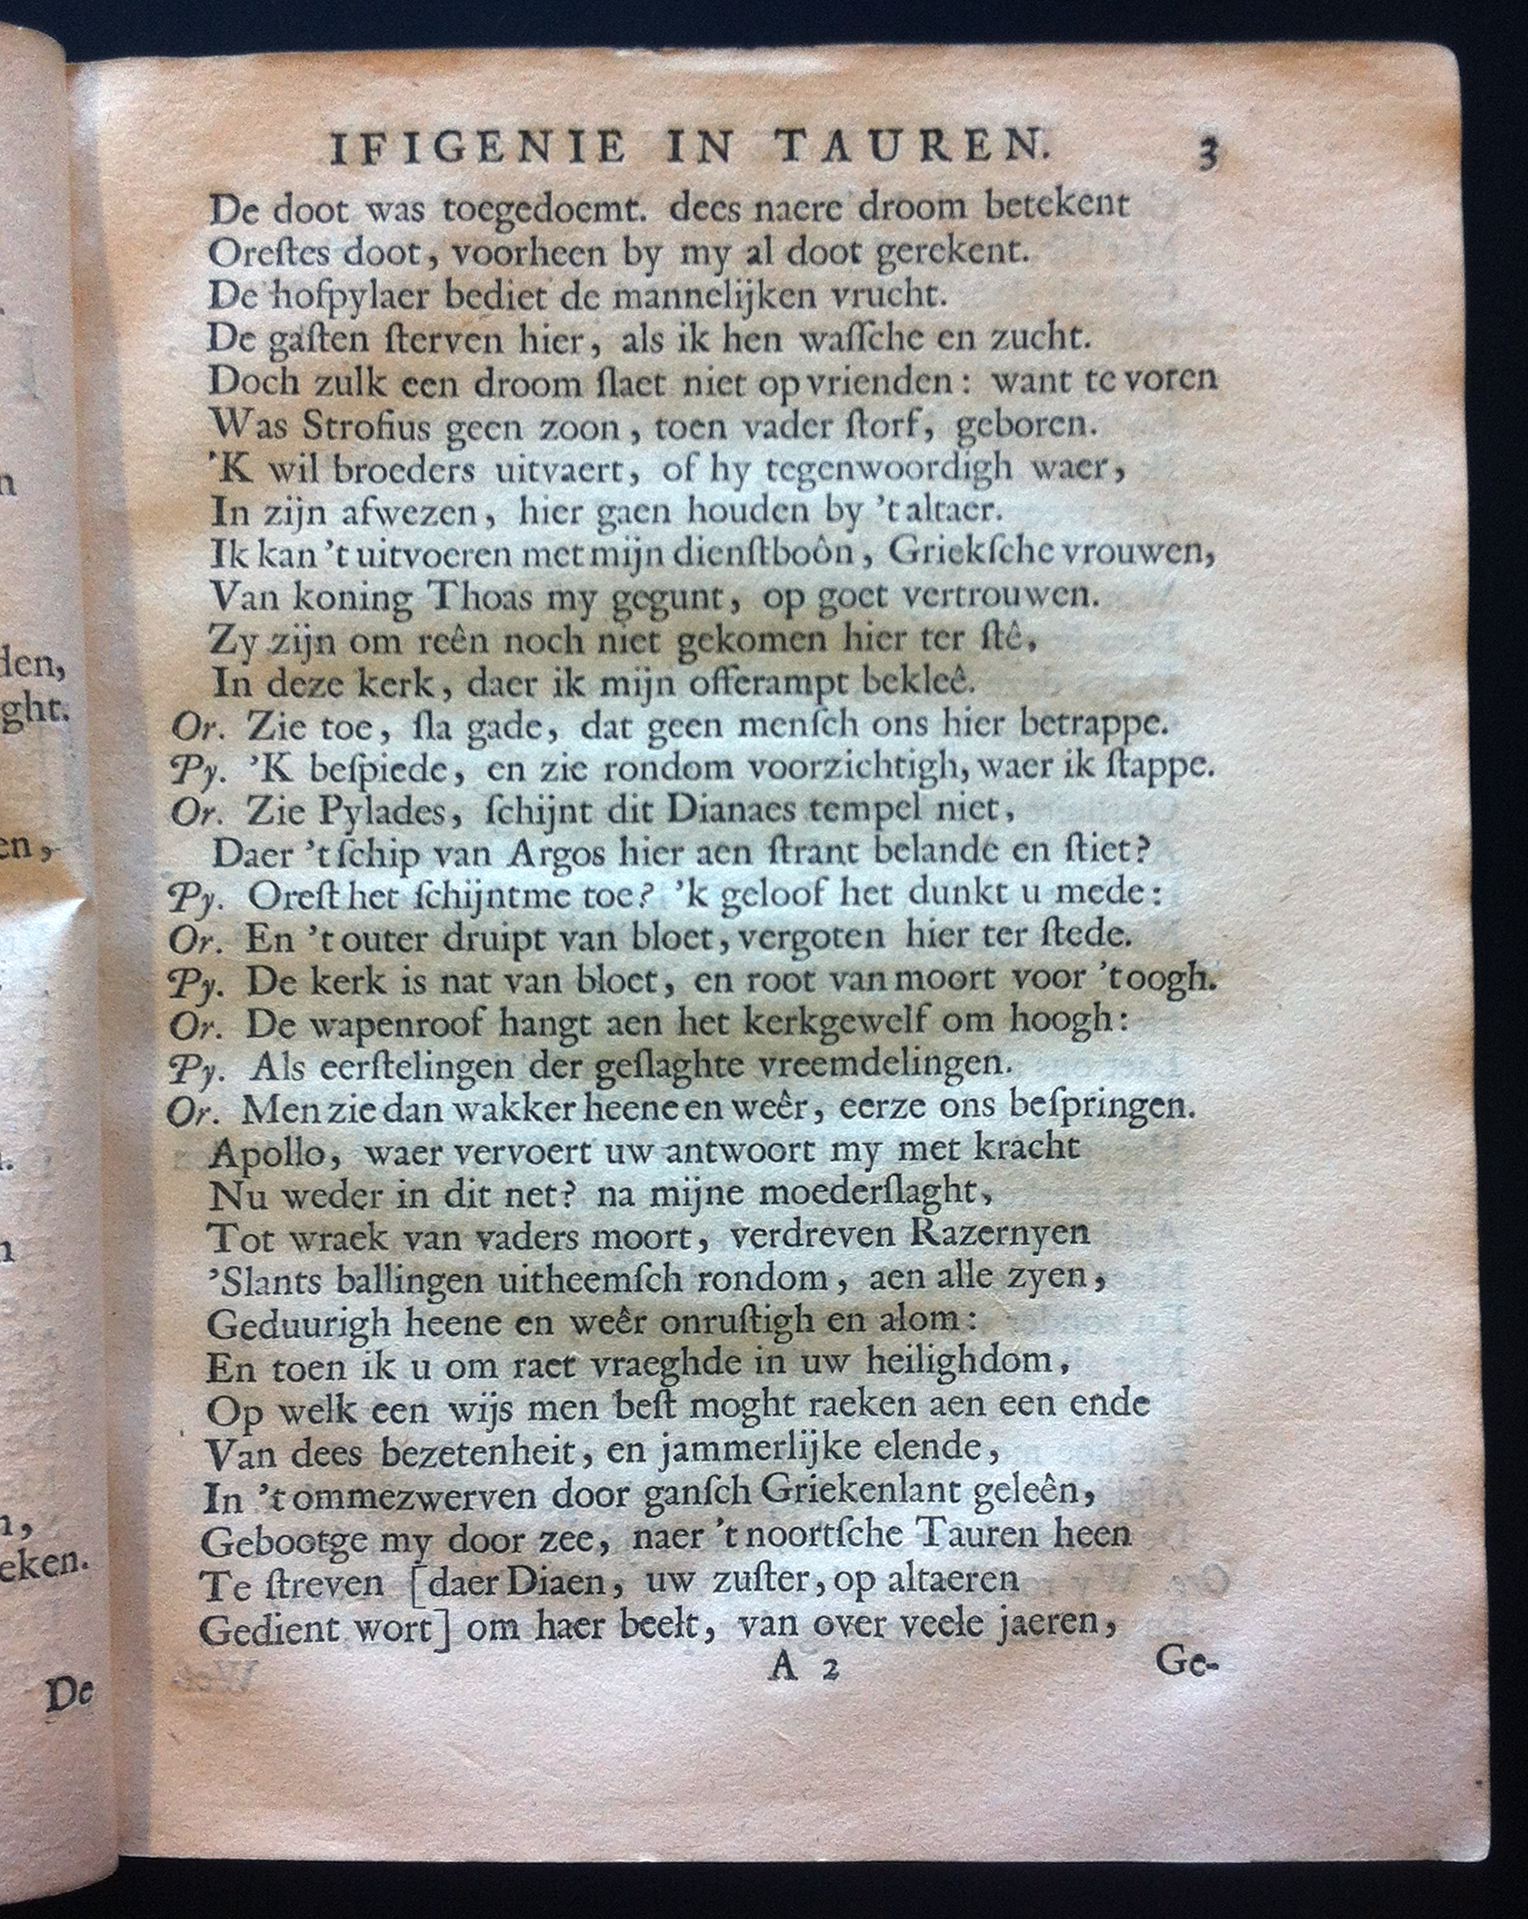 IFIGENIE IN TAUREN. 3
De doot was toegedoemt. dees naere droom betekent
Oreſtes doot, voorheen by my al doot gerekent.
De hofpylaer bediet de mannelijken vrucht.
De gaſten ſterven hier, als ik hen waſſche en zucht.
Doch zulk een droom ſlaet niet op vrienden: want te voren
Was Strofius geen zoon, toen vader ſtorf, geboren.
'K wil broeders uitvaert, of hy tegenwoordigh waer,
In zijn afwezen, hier gaen houden by 't altaer.
Ik kan 't uitvoeren met mijn dienſtboôn, Griekſche vrouwen,
Van koning Thoas my gegunt, op goet vertrouwen.
Zy zijn om reên noch niet gekomen hier ter ſtê,
In deze kerk, daer ik mijn offerampt bekleê.
Or. Zie toe, ſla gade, dat geen menſch ons hier betrappe.
Py. 'K beſpiede, en zie rondom voorzichtigh, waer ik ſtappe.
Or. Zie Pylades, ſchijnt dit Dianaes tempel niet,
Daer 't ſchip van Argos hier aen ſtrant belande en ſtiet?
Py. Oreſt het ſchijntme toe? 'k geloof het dunkt u mede:
Or. En 't outer druipt van bloet, vergoten hier ter ſtede.
Py. De kerk is nat van bloet, en root van moort voor 't oogh.
Or. De wapenroof hangt aen het kerkgewelf om hoogh:
Py. Als eerſtelingen der geſlaghte vreemdelingen.
Or. Men zie dan wakker heene en weêr, eerze ons beſpringen.
Apollo, waer vervoert uw antwoort my met kracht
Nu weder in dit net? na mijne moederſlaght,
Tot wraek van vaders moort, verdreven Razernyen
'Slants ballingen uitheemſch rondom, aen alle zyen,
Geduurigh heene en weêr onruſtigh en alom:
En toen ik u om raet vraeghde in uw heilighdom,
Op welk een wijs men beſt moght raeken aen een ende
Van dees bezetenheit, en jammerlijke elende,
In 't ommezwerven door ganſch Griekenlant geleên,
Gebootge my door zee, naer 't noortſche Tauren heen
Te ſtreven [daer Diaen, uw zuſter, op altaeren
Gedient wort] om haer beelt, van over veele jaeren,
A 2 Ge-
n
den,
ght.
en,
n,
eken.
De